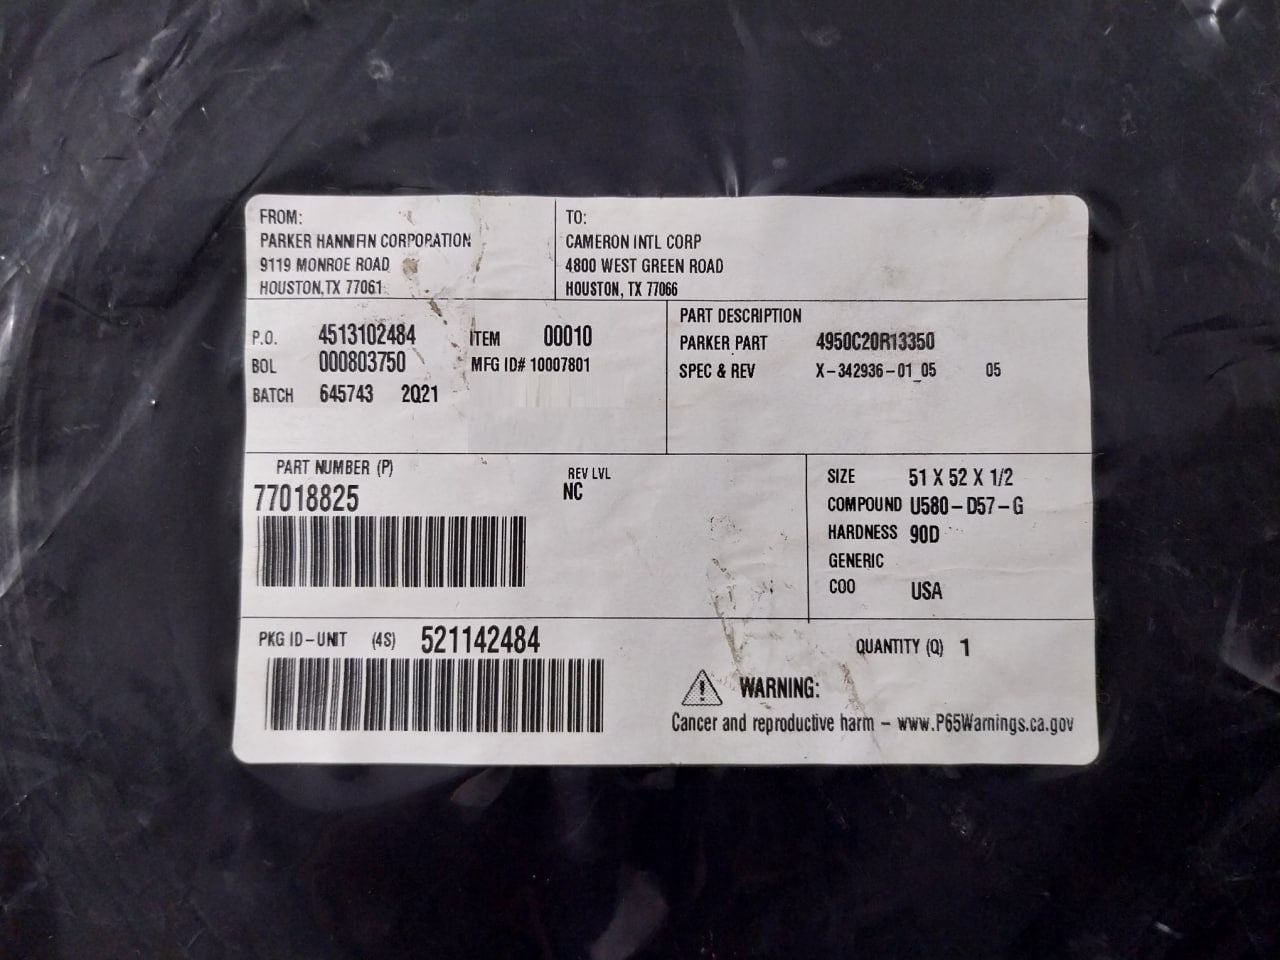 FROM:
PARKER HANNIFIN CORPORATION
9119 MONROE ROAD
HOUSTON,TX 77061
TO:
CAMERON INTL CORP
4800 WEST GREEN ROAD
HOUSTON, TX 77066
P.O. 4513102484 ITEM 00010
BOL 000803750 MFG ID# 10007801
BATCH 645743 2Q21
PART DESCRIPTION
PARKER PART 4950C20R13350
SPEC & REV X-342936-01_05 05
PART NUMBER (P)
77018825
REV LVL
NC
SIZE 51 X 52 X 1/2
COMPOUND U580-D57-G
HARDNESS 90D
GENERIC
COO USA
PKG ID-UNIT (4S) 521142484
QUANTITY (Q) 1
WARNING:
Cancer and reproductive harm - www.P65Warnings.ca.gov